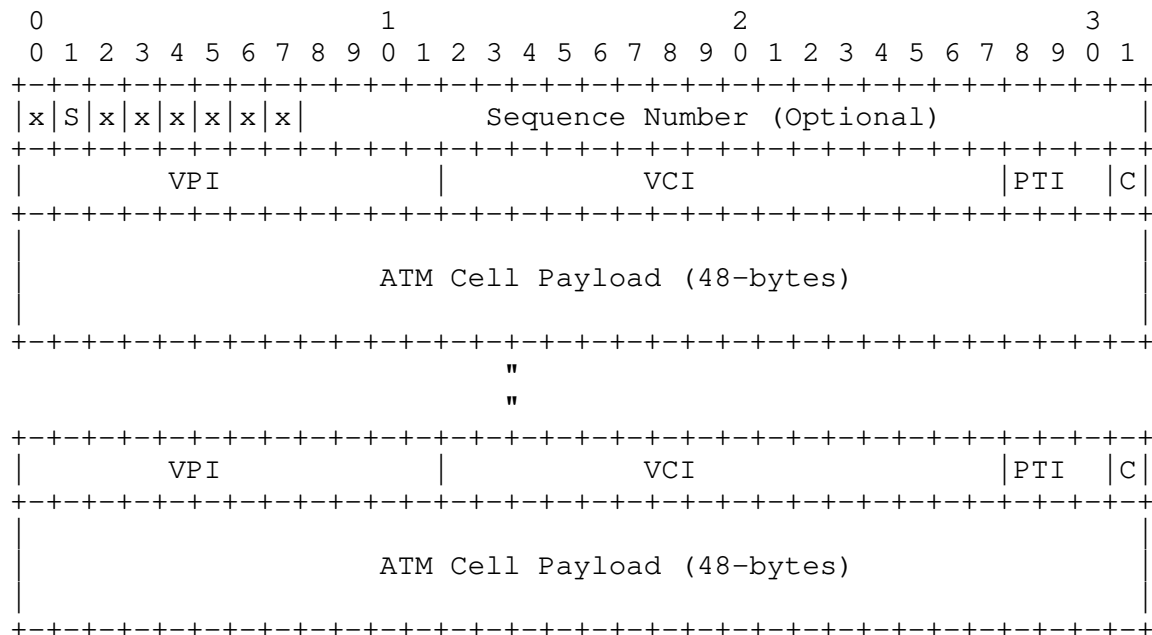 0                   1                   2                   3
 0 1 2 3 4 5 6 7 8 9 0 1 2 3 4 5 6 7 8 9 0 1 2 3 4 5 6 7 8 9 0 1
+-+-+-+-+-+-+-+-+-+-+-+-+-+-+-+-+-+-+-+-+-+-+-+-+-+-+-+-+-+-+-+-+
|x|S|x|x|x|x|x|x|          Sequence Number (Optional)           |
+-+-+-+-+-+-+-+-+-+-+-+-+-+-+-+-+-+-+-+-+-+-+-+-+-+-+-+-+-+-+-+-+
|        VPI            |           VCI                 |PTI  |C|
+-+-+-+-+-+-+-+-+-+-+-+-+-+-+-+-+-+-+-+-+-+-+-+-+-+-+-+-+-+-+-+-+
|                                                               |
|                    ATM Cell Payload (48-bytes)                |
|                                                               |
+-+-+-+-+-+-+-+-+-+-+-+-+-+-+-+-+-+-+-+-+-+-+-+-+-+-+-+-+-+-+-+-+
                            "
                            "
+-+-+-+-+-+-+-+-+-+-+-+-+-+-+-+-+-+-+-+-+-+-+-+-+-+-+-+-+-+-+-+-+
|        VPI            |           VCI                 |PTI  |C|
+-+-+-+-+-+-+-+-+-+-+-+-+-+-+-+-+-+-+-+-+-+-+-+-+-+-+-+-+-+-+-+-+
|                                                               |
|                    ATM Cell Payload (48-bytes)                |
|                                                               |
+-+-+-+-+-+-+-+-+-+-+-+-+-+-+-+-+-+-+-+-+-+-+-+-+-+-+-+-+-+-+-+-+